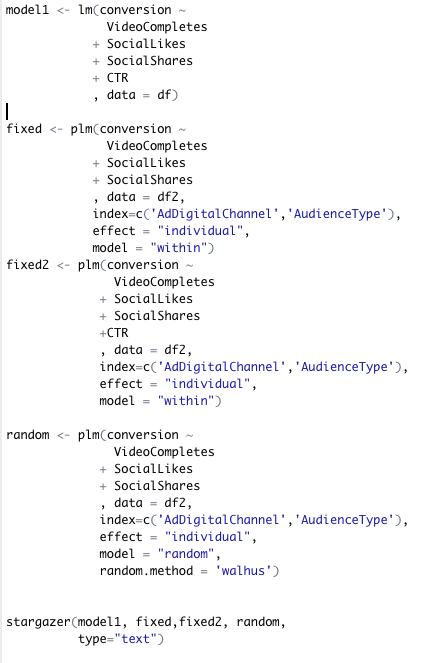 model1 <- lm(conversion ~
VideoCompletes
+ SocialLikes
+ SocialShares
+ CTR
, data = df)
fixed <- plm(conversion ~
VideoCompletes
+ SocialLikes
+ SocialShares
, data = df2,
index=c('AdDigitalChannel','AudienceType'),
effect = "individual",
model = "within")
fixed2 <- plm(conversion ~
VideoCompletes
+ SocialLikes
+ SocialShares
+CTR
, data = df2,
index=c('AdDigitalChannel','AudienceType'),
effect = "individual",
model = "within")
random <- plm(conversion ~
VideoCompletes
+ SocialLikes
+ SocialShares
, data = df2,
index=c('AdDigitalChannel','AudienceType'),
effect = "individual",
model = "random",
random.method = 'walhus')
stargazer(model1, fixed,fixed2, random,
type="text")